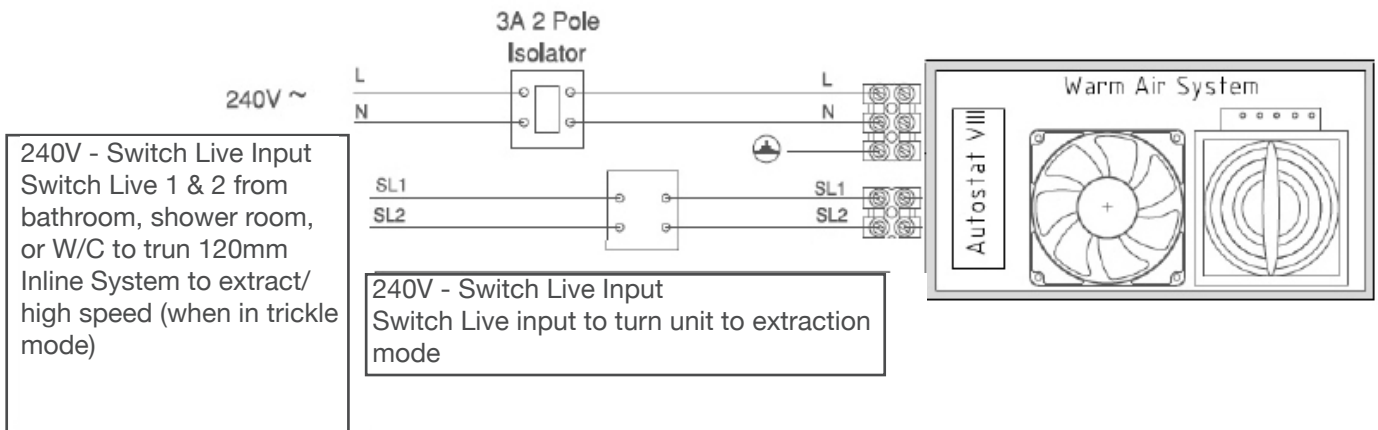 3A 2 Pole
Isolator
240V ~
L
N
L
N
SL1
SL2
SL1
SL2
Warm Air System
Autostat VIII
240V - Switch Live Input
Switch Live 1 & 2 from
bathroom, shower room,
or W/C to trun 120mm
Inline System to extract/
high speed (when in trickle
mode)
240V - Switch Live Input
Switch Live input to turn unit to extraction
mode